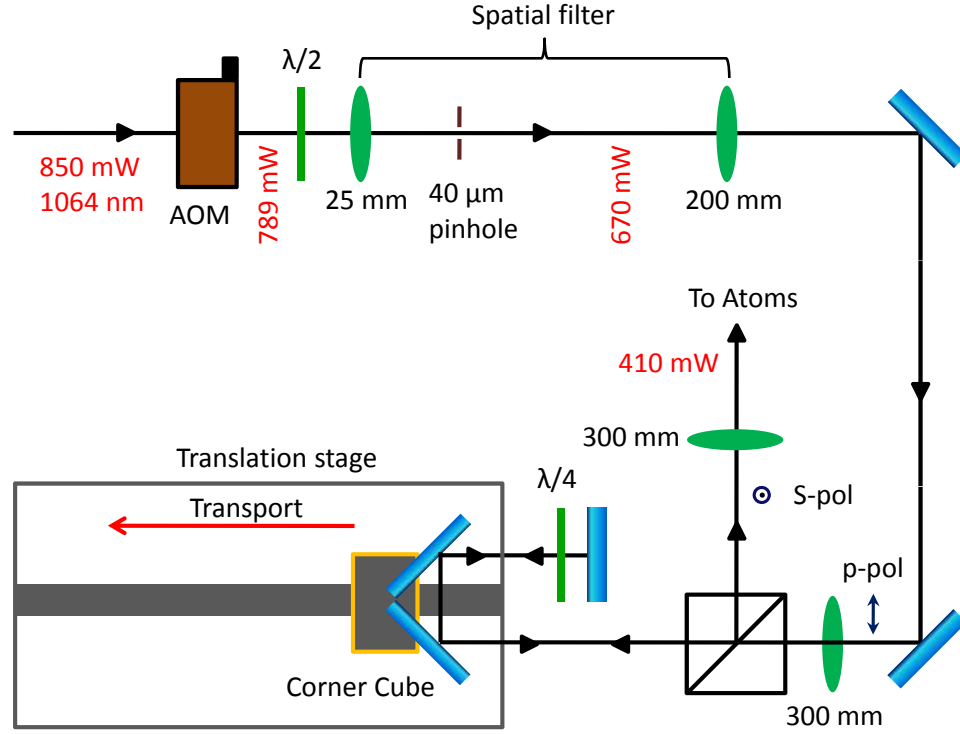 Spatial filter
λ/2
850 mW
1064 nm
AOM
789 mW
25 mm
40 μm
pinhole
670 mW
200 mm
To Atoms
410 mW
300 mm
Translation stage
Transport
λ/4
S-pol
p-pol
Corner Cube
300 mm